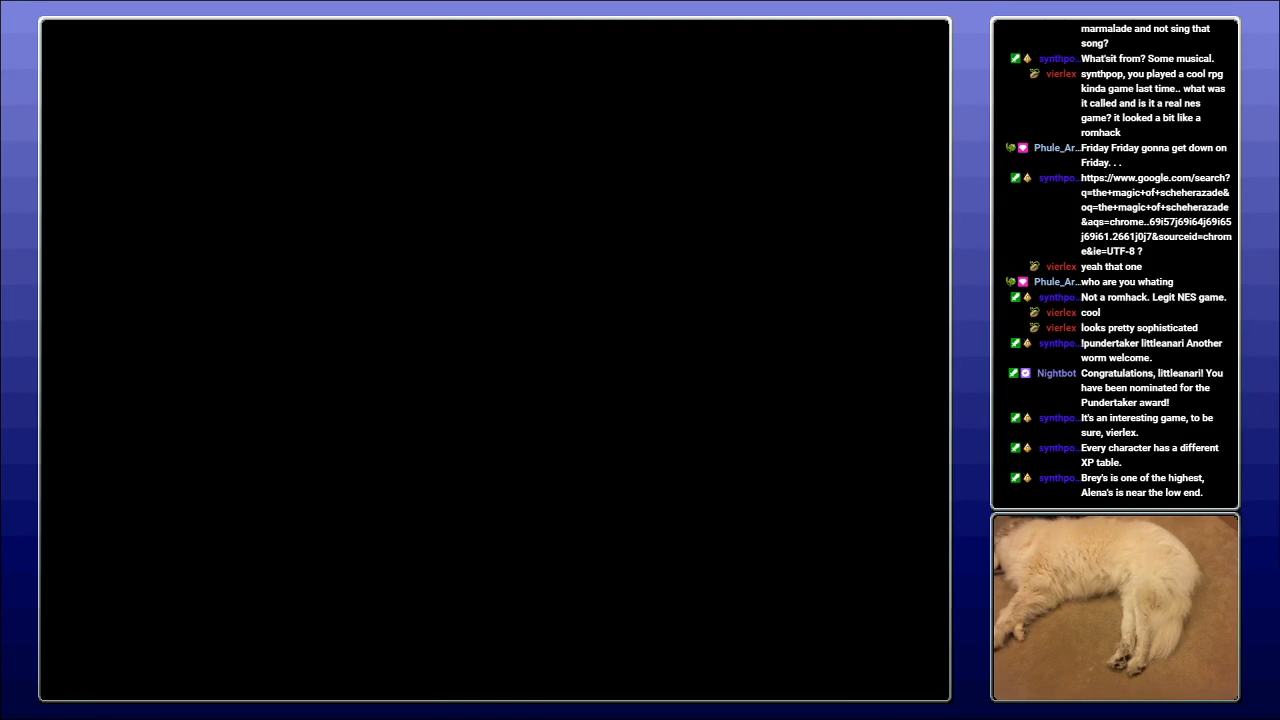 marmalade and not sing that
song?
synthpo.. What'sit from? Some musical.
vierlex synthpop, you played a cool rpg
kinda game last time.. what was
it called and is it a real nes
game? it looked a bit like a
romhack
Phule_Ar.. Friday Friday gonna get down on
Friday. . .
synthpo.. https://www.google.com/search?
q=the+magic+of+scheherazade&
oq=the+magic+of+scheherazade
&aqs=chrome..69i57j69i64j69i65
j69i61.2661j0j7&sourceid=chrom
e&ie=UTF-8 ?
vierlex yeah that one
Phule_Ar.. who are you whating
synthpo.. Not a romhack. Legit NES game.
vierlex cool
vierlex looks pretty sophisticated
synthpo.. !pundertaker littleanari Another
worm welcome.
Nightbot Congratulations, littleanari! You
have been nominated for the
Pundertaker award!
synthpo.. It's an interesting game, to be
sure, vierlex.
synthpo.. Every character has a different
XP table.
synthpo.. Brey's is one of the highest,
Alena's is near the low end.